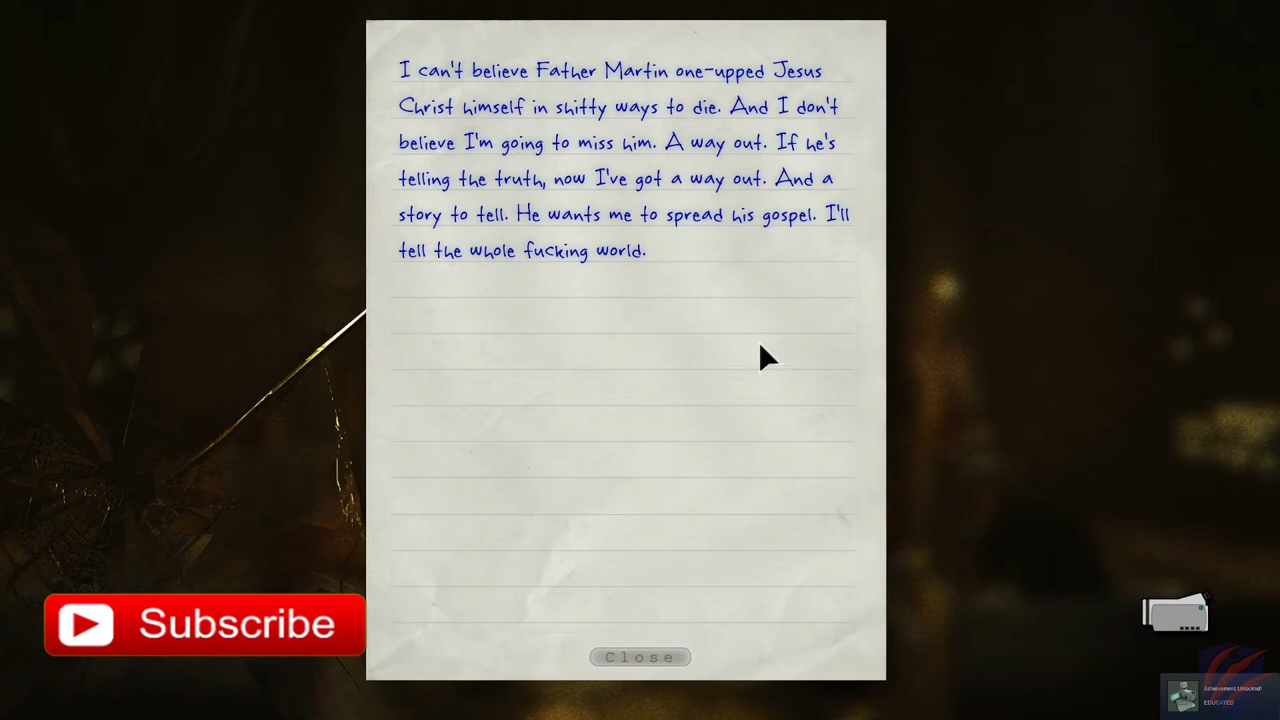 I can't believe Father Martin one-upped Jesus
Christ himself in shitty ways to die. And I don't
believe I'm going to miss him. A way out. If he's
telling the truth, now I've got a way out. And a
story to tell. He wants me to spread his gospel. I'll
tell the whole fucking world.
Subscribe
Close
Achievement Unlocked!
EDUCATED